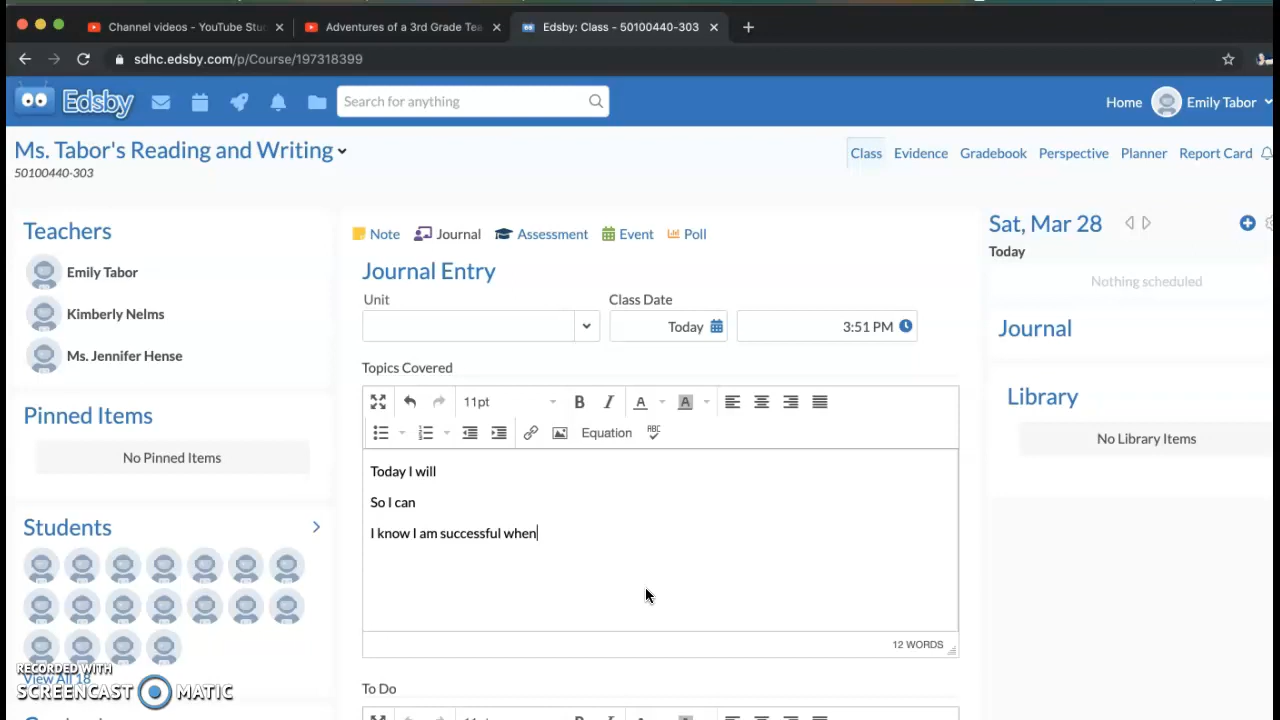 Channel videos - YouTube Stu
Adventures of a 3rd Grade Tea
Edsby: Class - 50100440-303
sdhc.edsby.com/p/Course/197318399
Edsby
Search for anything
Home
Emily Tabor
Ms. Tabor's Reading and Writing
50100440-303
Class
Evidence
Gradebook
Perspective
Planner
Report Card
Teachers
Emily Tabor
Kimberly Nelms
Ms. Jennifer Hense
Pinned Items
No Pinned Items
Students
View All 18
RECORDED WITH
SCREENCAST MATIC
Note
Journal
Assessment
Event
Poll
Journal Entry
Unit
Class Date
Today
3:51 PM
Topics Covered
11pt
B
I
A
A
Equation
ABC
Today I will
So I can
I know I am successful when
12 WORDS
To Do
Sat, Mar 28
Today
Nothing scheduled
Journal
Library
No Library Items